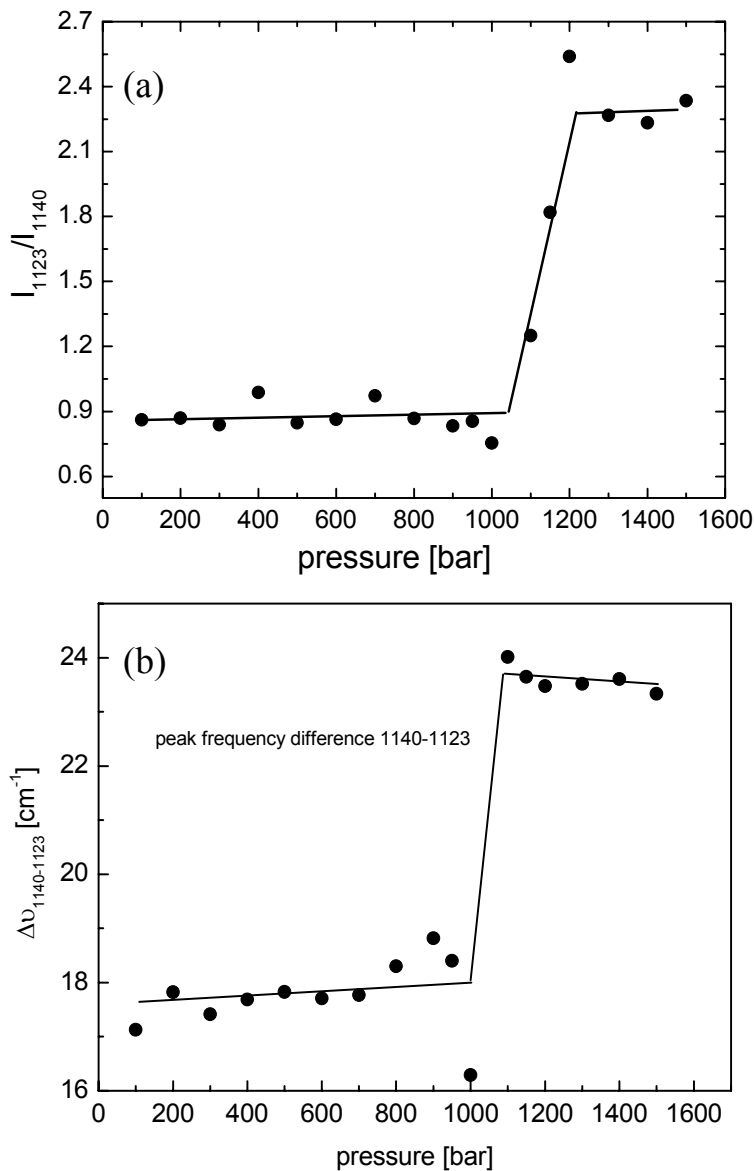 (a)
2.7
2.4
2.1
1.8
1.5
1.2
0.9
0.6
I1123/I1140
0 200 400 600 800 1000 1200 1400 1600
pressure [bar]
(b)
24
22
20
18
16
peak frequency difference 1140-1123
Δυ1140-1123 [cm-1]
0 200 400 600 800 1000 1200 1400 1600
pressure [bar]